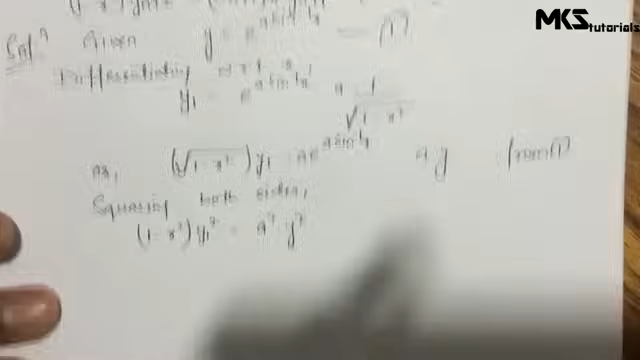 MKS tutorials
Soln Given y = e^(a sin⁻¹x) — (1)
Differentiating w.r.t. x
y₁ = e^(a sin⁻¹x) · a 1/√(1-x²)
or, (√(1-x²)) y₁ = a e^(a sin⁻¹x) = a y [from (1)]
Squaring both sides,
(1-x²) y₁² = a² y²